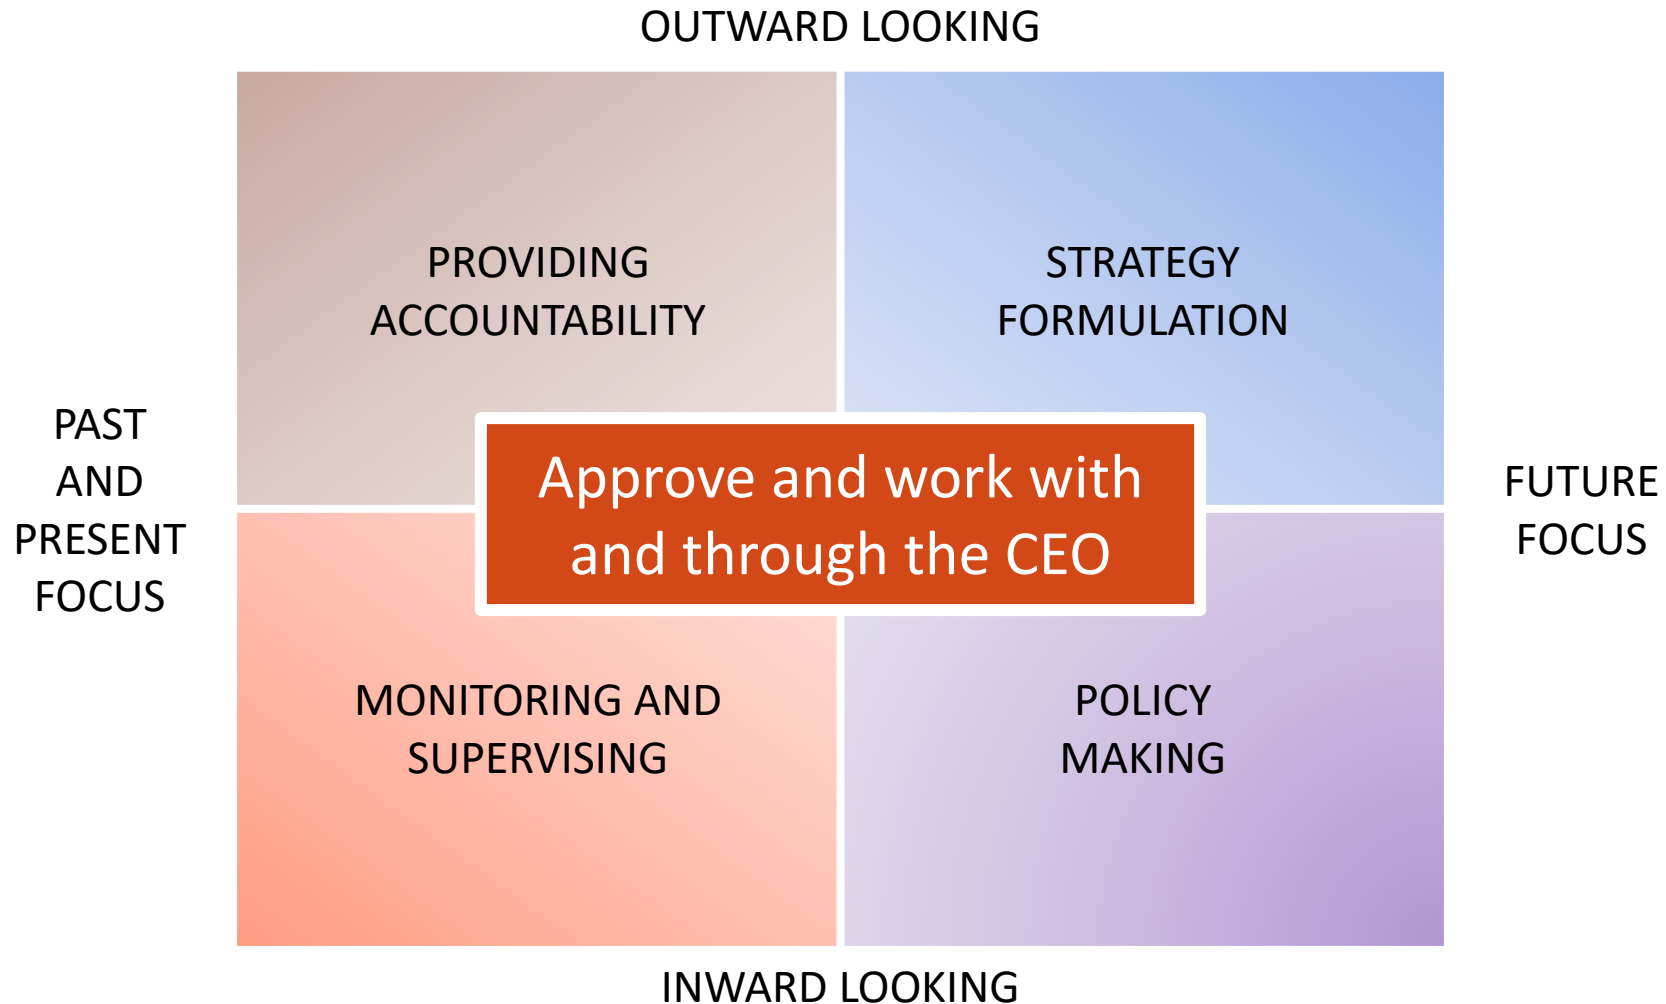 OUTWARD LOOKING
PROVIDING
ACCOUNTABILITY
STRATEGY
FORMULATION
PAST
AND
PRESENT
FOCUS
Approve and work with
and through the CEO
FUTURE
FOCUS
MONITORING AND
SUPERVISING
POLICY
MAKING
INWARD LOOKING